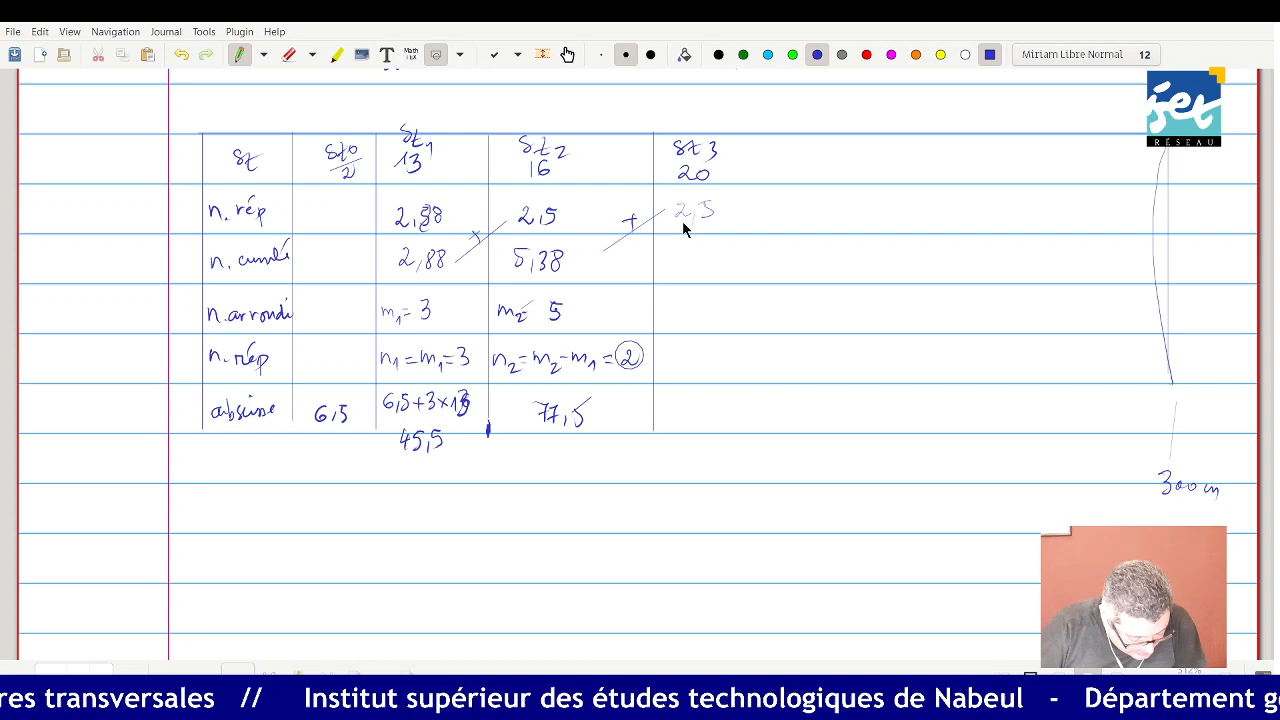 File Edit View Navigation Journal Tools Plugin Help
Miriam Libre Normal 12
iset
RÉSEAU
St St0/2 St1 13 St2 16 St3 20
n.rép 2,88 2,5 2,5
n.cumulé 2,88 + 5,38 +
n.arrondi m1= 3 m2= 5
n.rép n1=m1=3 n2=m2-m1=2
abscisse 6,5 6,5+3×13 77,5
45,5
300 cm
312%
res transversales // Institut supérieur des études technologiques de Nabeul - Département g